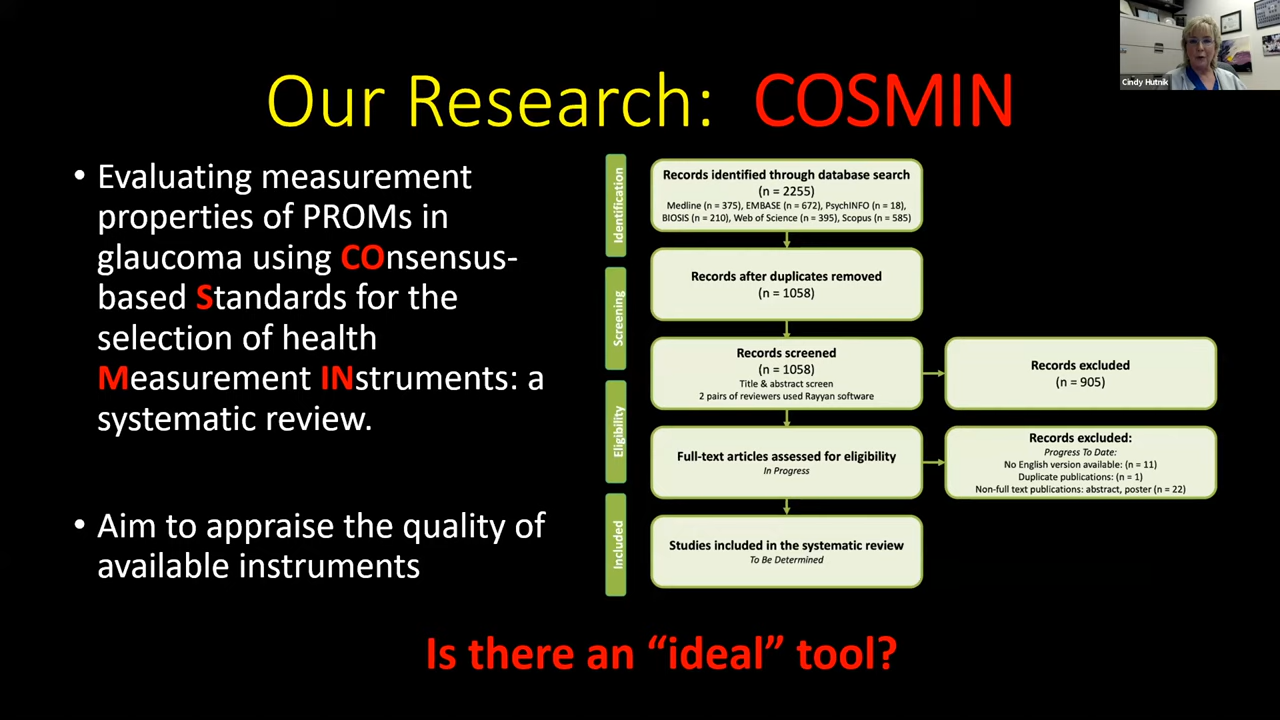 Cindy Hutnik
Our Research: COSMIN
• Evaluating measurement
properties of PROMs in
glaucoma using COnsensus-
based Standards for the
selection of health
Measurement INstruments: a
systematic review.
• Aim to appraise the quality of
available instruments
Identification
Records identified through database search
(n = 2255)
Medline (n = 375), EMBASE (n = 672), PsychINFO (n = 18),
BIOSIS (n = 210), Web of Science (n = 395), Scopus (n = 585)
Screening
Records after duplicates removed
(n = 1058)
Records screened
(n = 1058)
Title & abstract screen
2 pairs of reviewers used Rayyan software
Records excluded
(n = 905)
Eligibility
Full-text articles assessed for eligibility
In Progress
Records excluded:
Progress To Date:
No English version available: (n = 11)
Duplicate publications: (n = 1)
Non-full text publications: abstract, poster (n = 22)
Included
Studies included in the systematic review
To Be Determined
Is there an “ideal” tool?